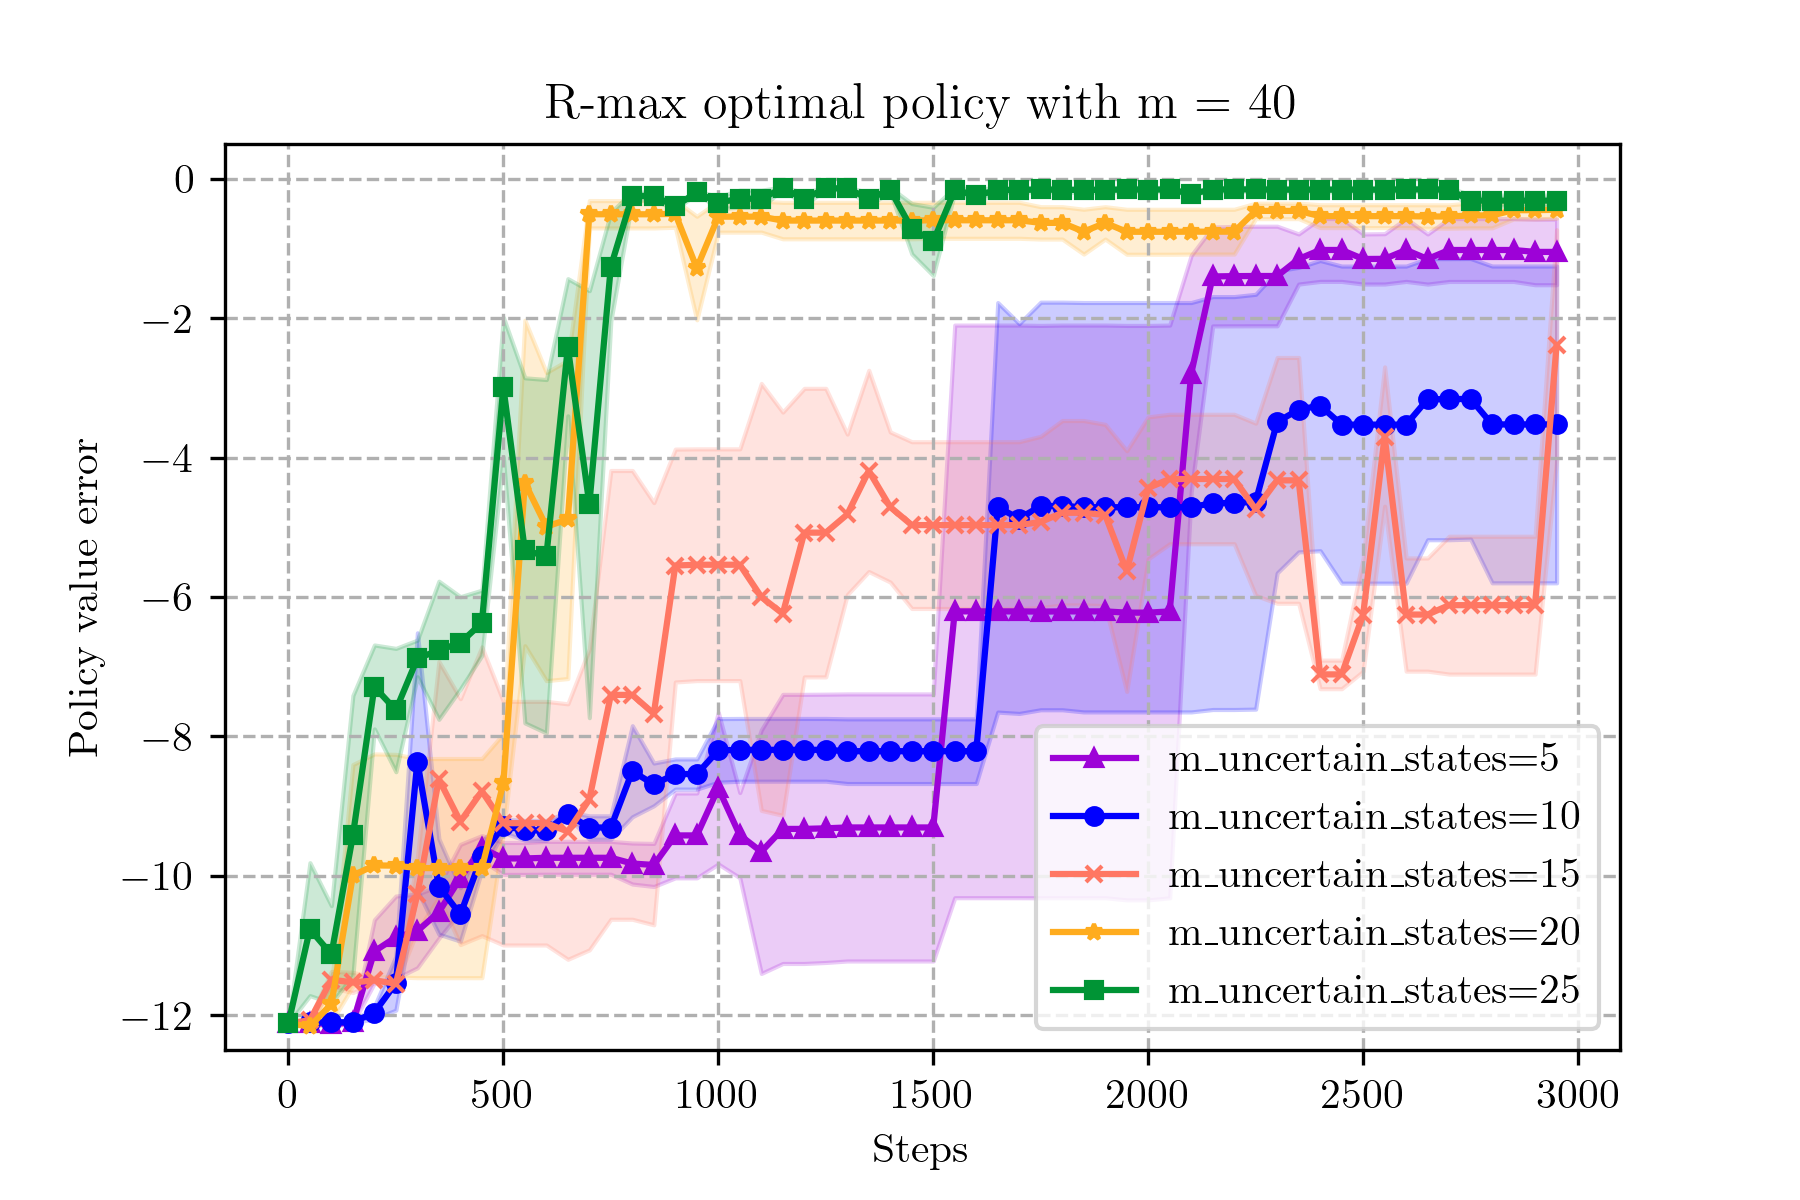 R-max optimal policy with m = 40
0
−2
−4
−6
−8
−10
−12
Policy value error
m_uncertain_states=5
m_uncertain_states=10
m_uncertain_states=15
m_uncertain_states=20
m_uncertain_states=25
0 500 1000 1500 2000 2500 3000
Steps